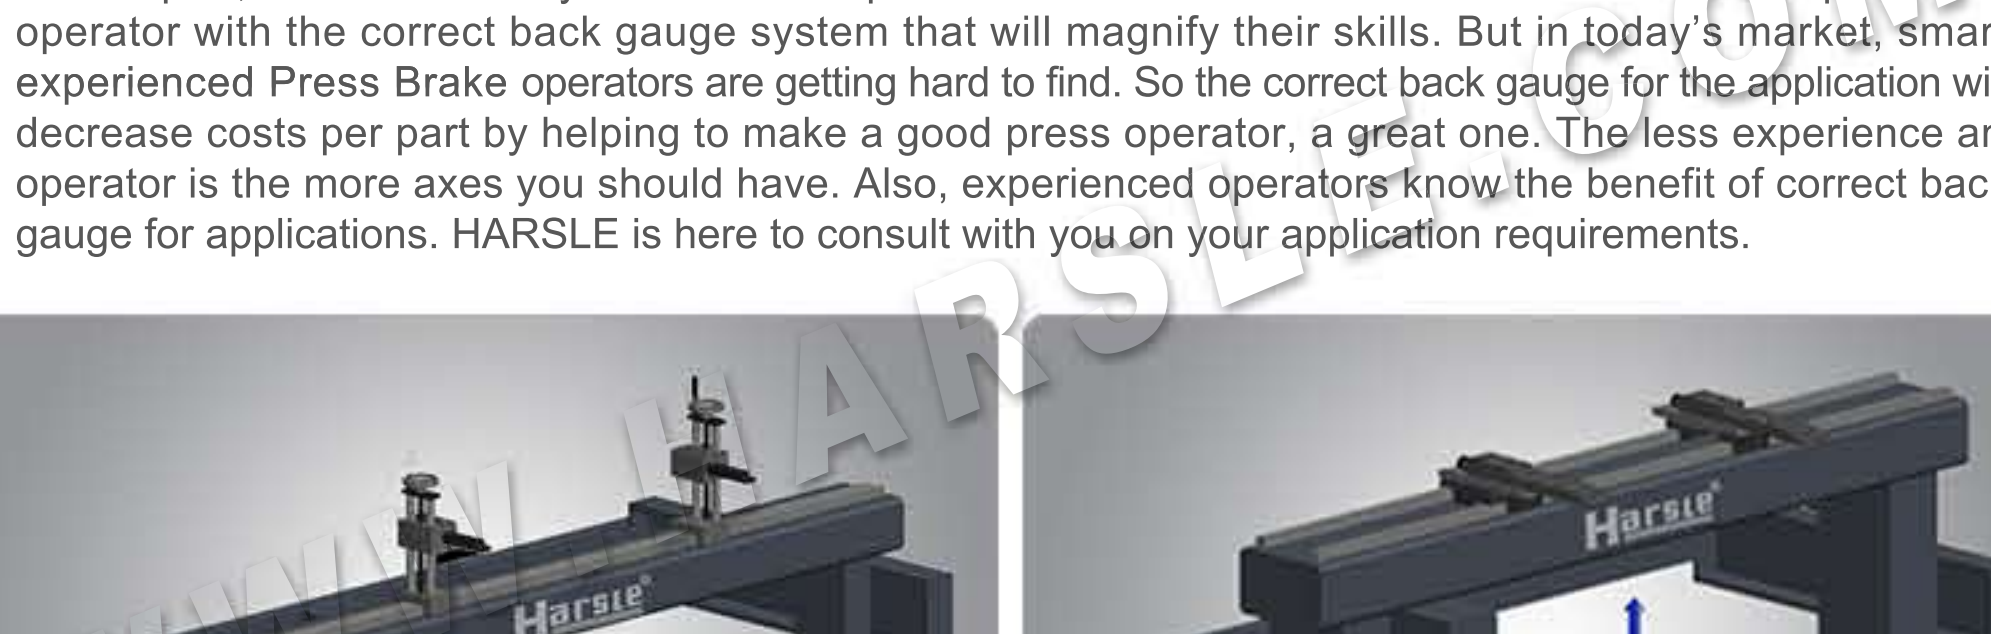 operator with the correct back gauge system that will magnify their skills. But in today's market, smar
experienced Press Brake operators are getting hard to find. So the correct back gauge for the application wi
decrease costs per part by helping to make a good press operator, a great one. The less experience an
operator is the more axes you should have. Also, experienced operators know the benefit of correct bac
gauge for applications. HARSLE is here to consult with you on your application requirements.
WWW.HARSLE.COM
HARSLE®
HARSLE®